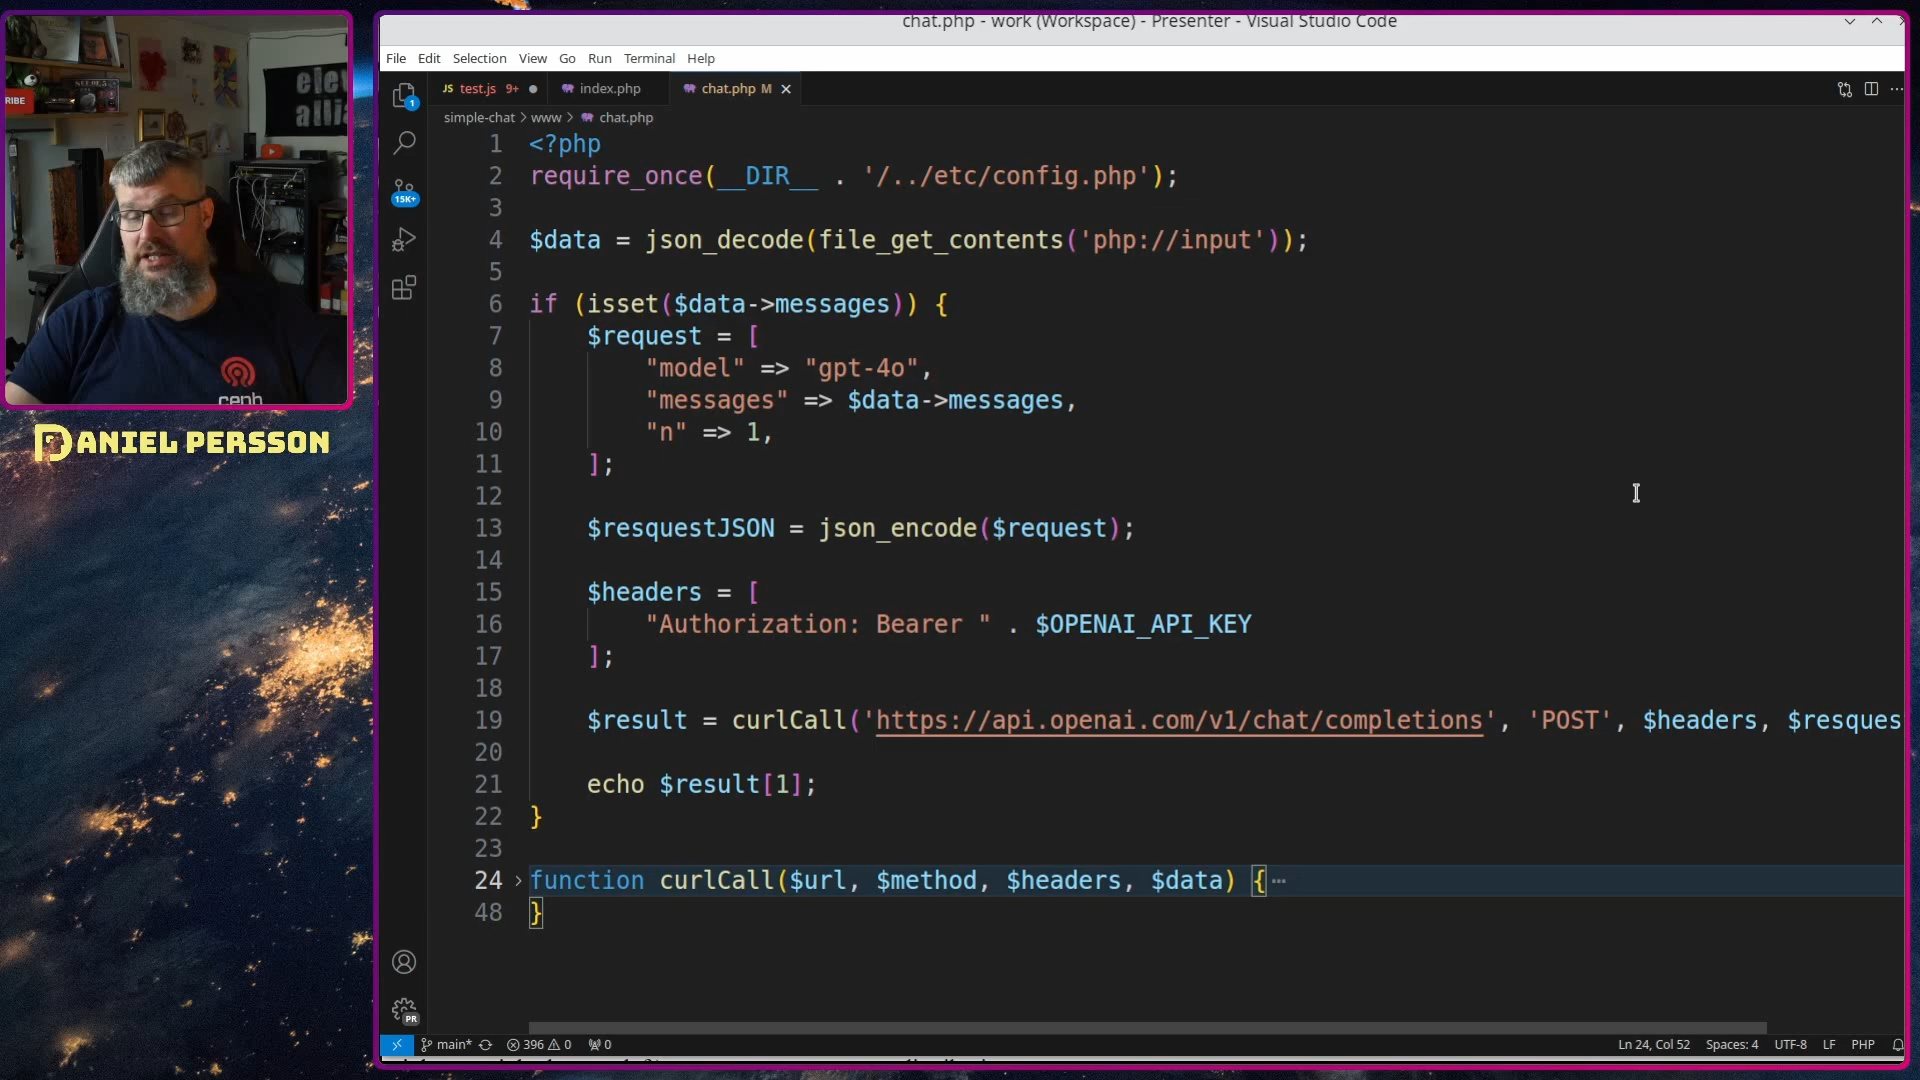 chat.php - work (Workspace) - Presenter - Visual Studio Code
File Edit Selection View Go Run Terminal Help
JS test.js 9+ index.php chat.php M
simple-chat > www > chat.php
1 <?php
2 require_once(__DIR__ . '/../etc/config.php');
3
4 $data = json_decode(file_get_contents('php://input'));
5
6 if (isset($data->messages)) {
7 $request = [
8 "model" => "gpt-4o",
9 "messages" => $data->messages,
10 "n" => 1,
11 ];
12
13 $resquestJSON = json_encode($request);
14
15 $headers = [
16 "Authorization: Bearer " . $OPENAI_API_KEY
17 ];
18
19 $result = curlCall('https://api.openai.com/v1/chat/completions', 'POST', $headers, $resques
20
21 echo $result[1];
22 }
23
24 function curlCall($url, $method, $headers, $data) {
48 }
1
15K+
PR
main* 396 0 0
Ln 24, Col 52 Spaces: 4 UTF-8 LF PHP
DANIEL PERSSON
ceph
RIBE